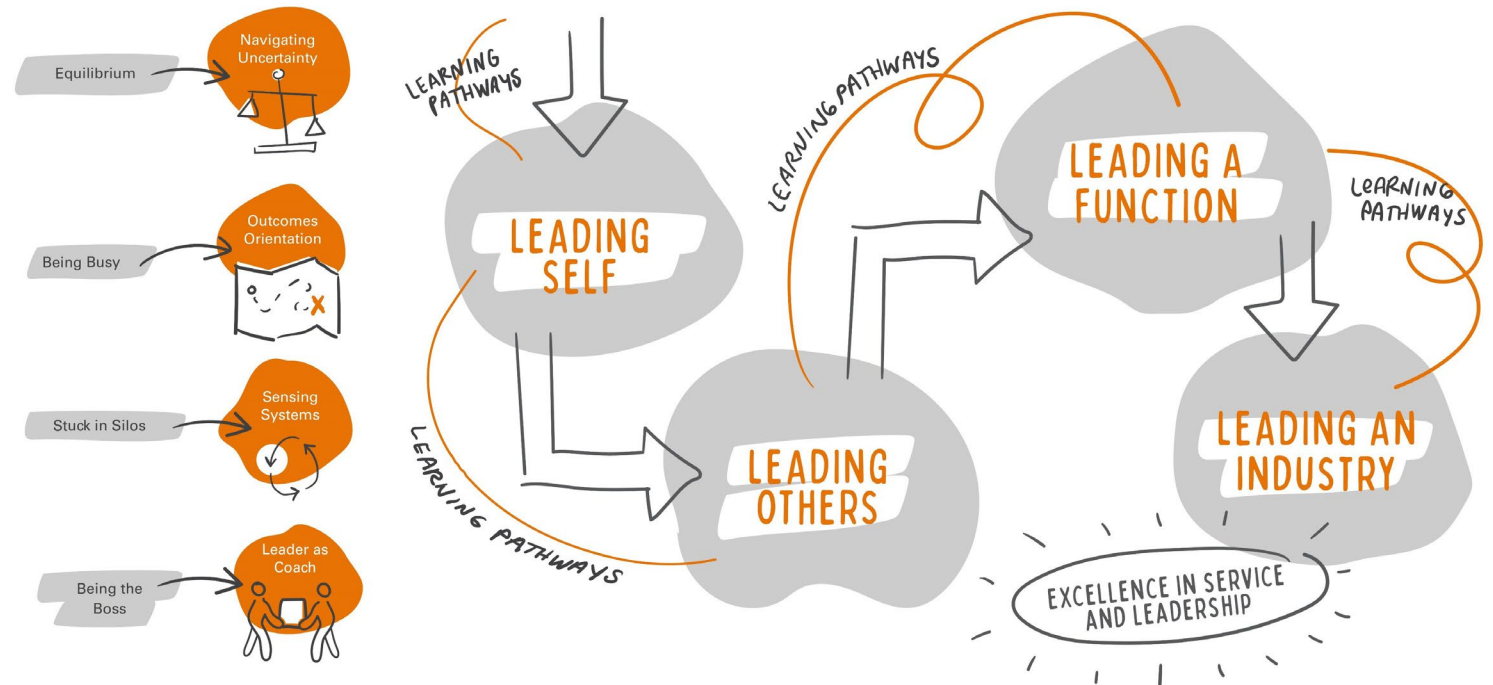 Equilibrium
Navigating
Uncertainty
Being Busy
Outcomes
Orientation
Stuck in Silos
Sensing
Systems
Being the
Boss
Leader as
Coach
LEARNING
PATHWAYS
LEADING
SELF
LEARNING PATHWAYS
LEADING
OTHERS
LEARNING PATHWAYS
LEADING A
FUNCTION
LEARNING
PATHWAYS
LEADING AN
INDUSTRY
EXCELLENCE IN SERVICE
AND LEADERSHIP